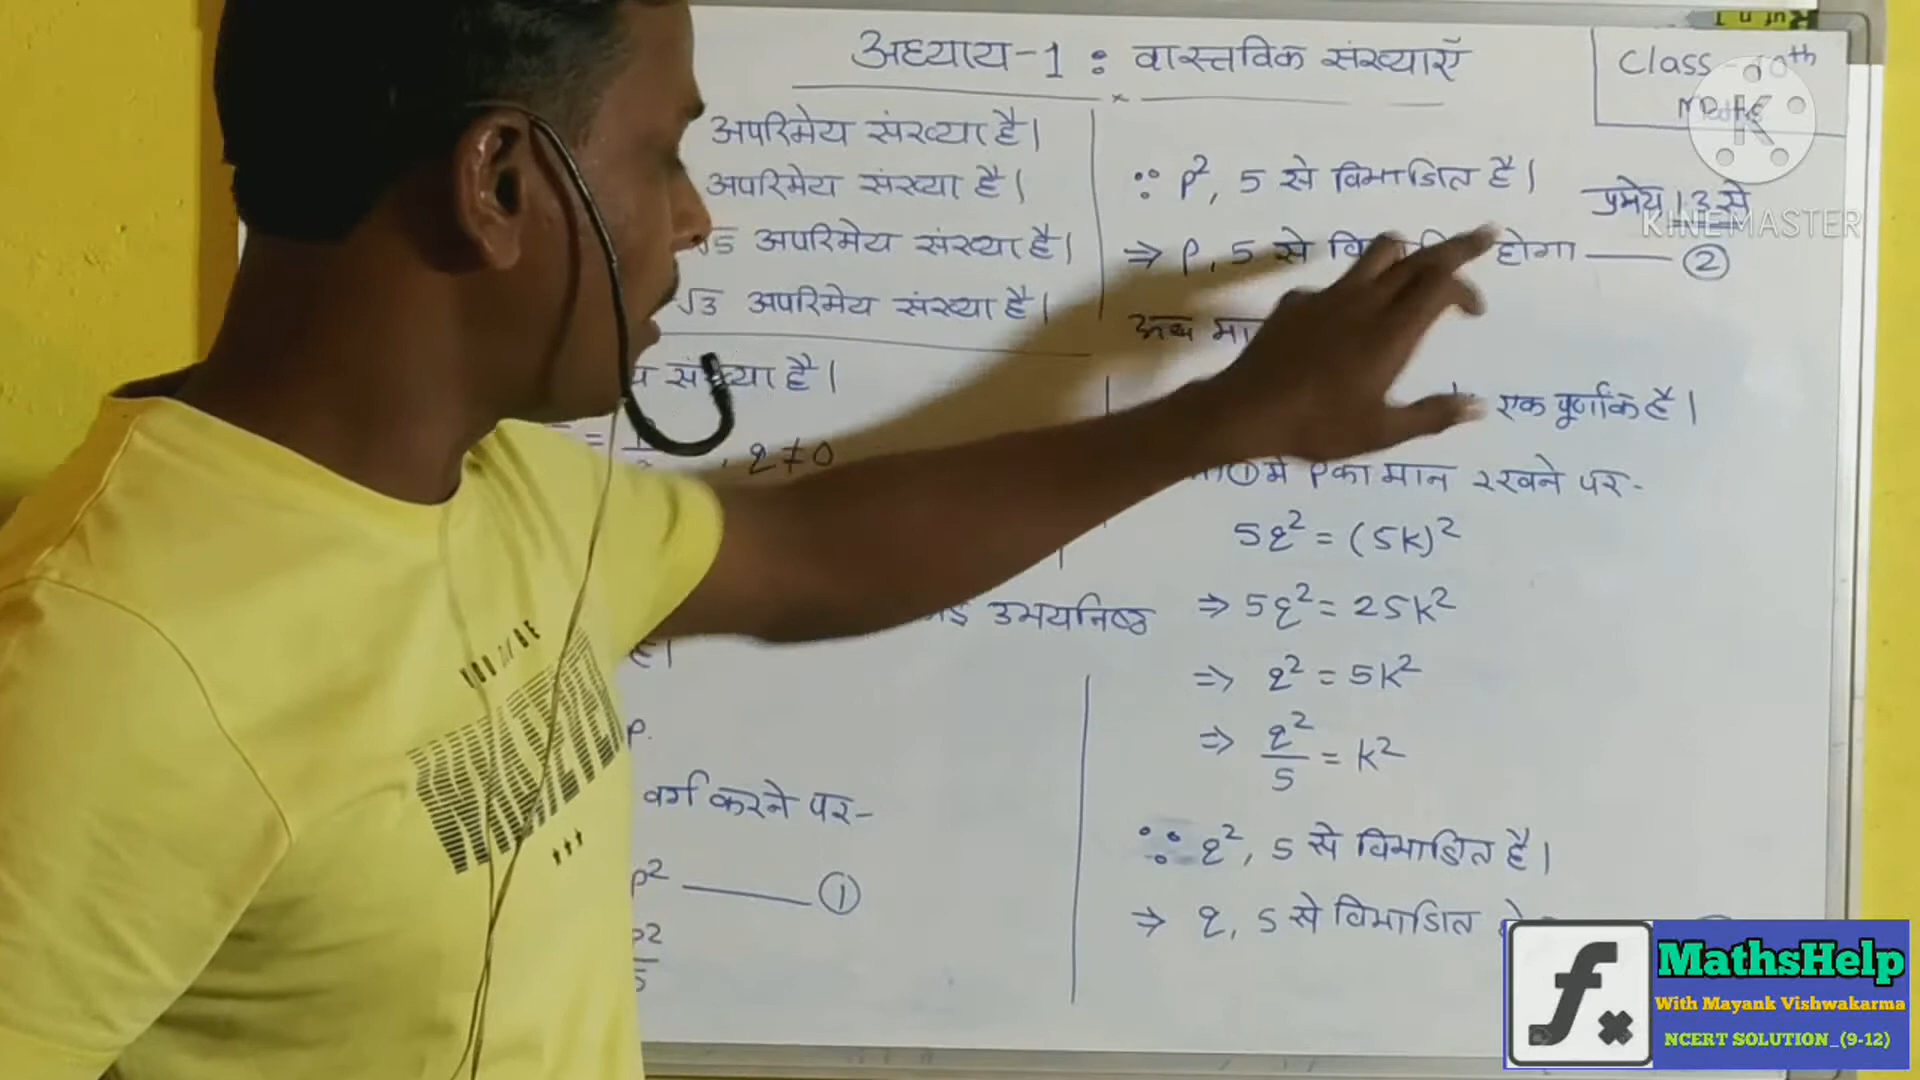 अध्याय-1 : वास्तविक संख्याएँ
Class - 10th
Maths
अपरिमेय संख्या है।
अपरिमेय संख्या है।
√5 अपरिमेय संख्या है।
√3 अपरिमेय संख्या है।
संख्या है।
, q ≠ 0
उभयनिष्ठ
है।
p.
वर्ग करने पर-
p² —— ①
∵ p², 5 से विभाजित है।
प्रमेय 1.3 से
⇒ p, 5 से होगा —— ②
एक पूर्णांक है।
① में p का मान रखने पर-
5q² = (5k)²
⇒ 5q² = 25k²
⇒ q² = 5k²
⇒ q²/5 = k²
∵ q², 5 से विभाजित है।
⇒ q, 5 से विभाजित
K
KINEMASTER
fx
MathsHelp
With Mayank Vishwakarma
NCERT SOLUTION_(9-12)